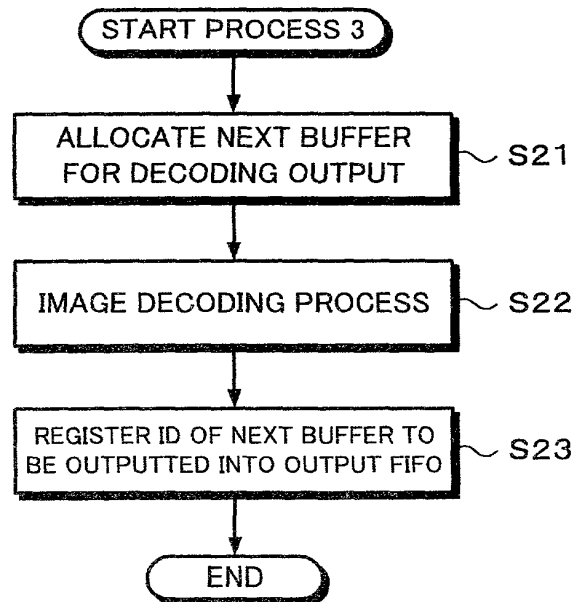 START PROCESS 3
ALLOCATE NEXT BUFFER
FOR DECODING OUTPUT
S21
IMAGE DECODING PROCESS
S22
REGISTER ID OF NEXT BUFFER TO
BE OUTPUTTED INTO OUTPUT FIFO
S23
END